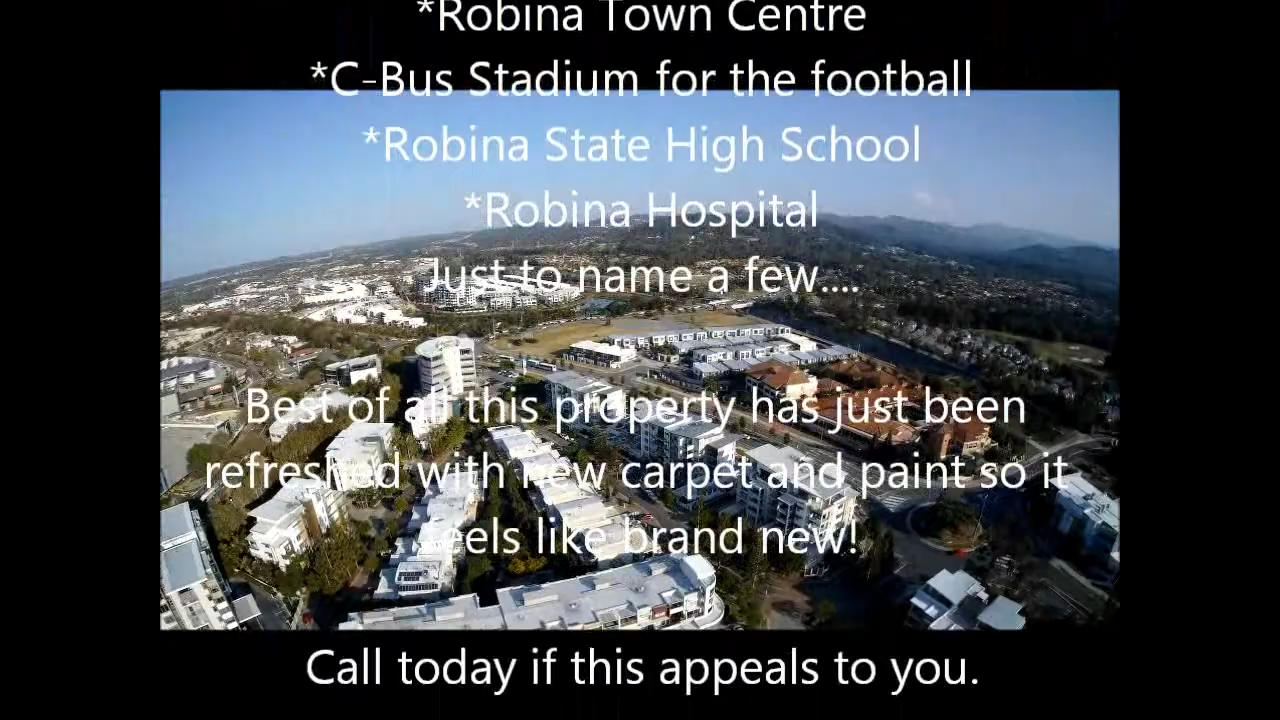 *Robina Town Centre
*C-Bus Stadium for the football
*Robina State High School
*Robina Hospital
Just to name a few....
Best of all this property has just been
refreshed with new carpet and paint so it
feels like brand new!
Call today if this appeals to you.